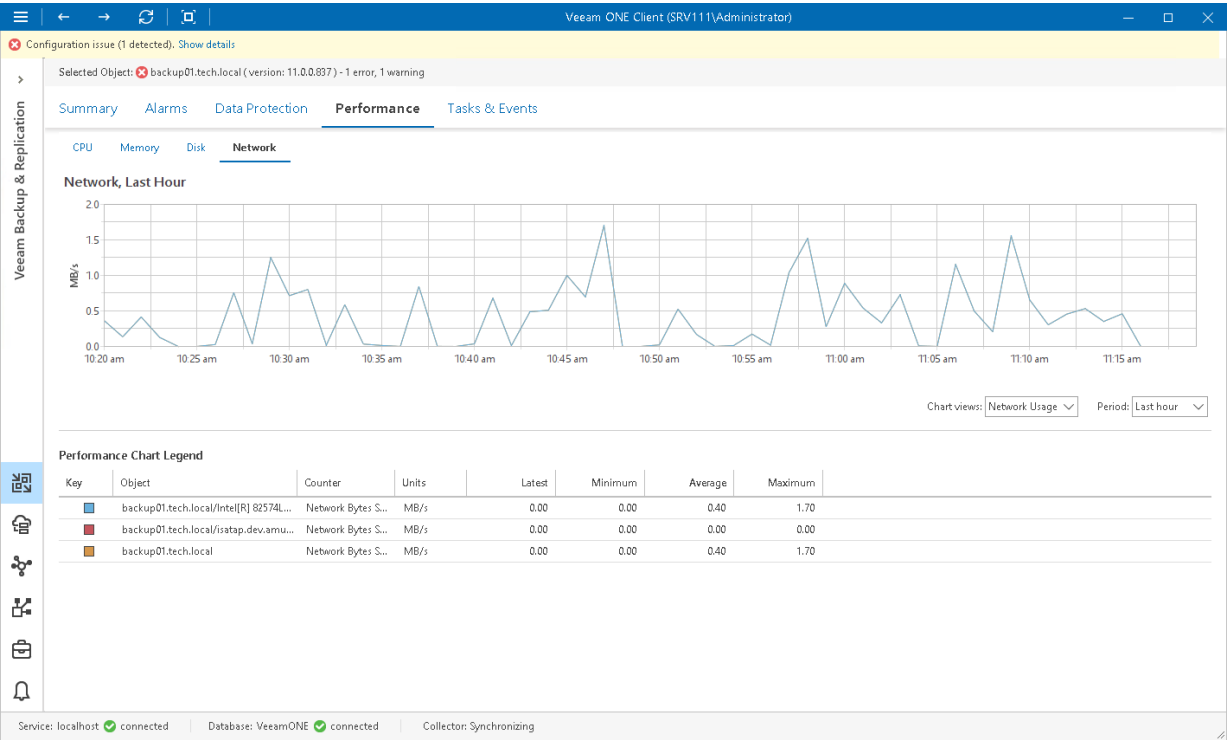 Veeam ONE Client (SRV111\Administrator)
Configuration issue (1 detected). Show details
Selected Object: backup01.tech.local ( version: 11.0.0.837 ) - 1 error, 1 warning
Veeam Backup & Replication
Summary Alarms Data Protection Performance Tasks & Events
CPU Memory Disk Network
Network, Last Hour
MB/s
2.0
1.5
1.0
0.5
0.0
10:20 am 10:25 am 10:30 am 10:35 am 10:40 am 10:45 am 10:50 am 10:55 am 11:00 am 11:05 am 11:10 am 11:15 am
Chart views: Network Usage Period: Last hour
Performance Chart Legend
Key Object Counter Units Latest Minimum Average Maximum
backup01.tech.local/Intel[R] 82574L... Network Bytes S... MB/s 0.00 0.00 0.40 1.70
backup01.tech.local/isatap.dev.amu... Network Bytes S... MB/s 0.00 0.00 0.00 0.00
backup01.tech.local Network Bytes S... MB/s 0.00 0.00 0.40 1.70
Service: localhost connected Database: VeeamONE connected Collector: Synchronizing